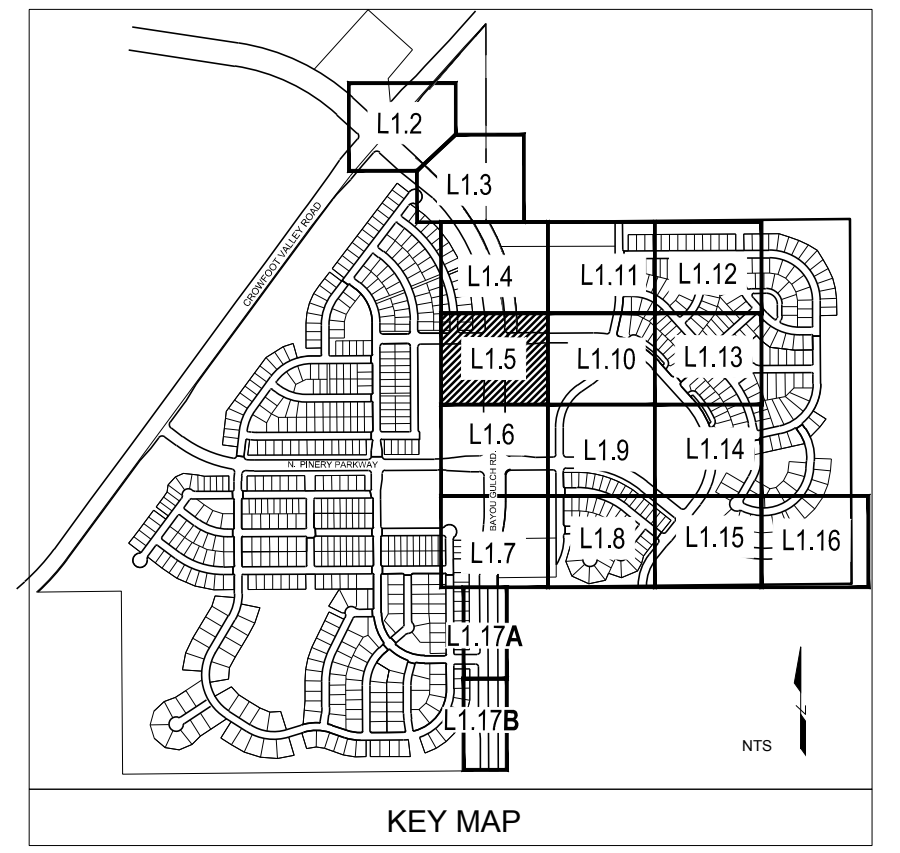 L1.2
L1.3
CROWFOOT VALLEY ROAD
L1.4
L1.11
L1.12
L1.5
L1.10
L1.13
L1.6
L1.9
L1.14
N. PINERY PARKWAY
BAYOU GULCH RD.
L1.7
L1.8
L1.15
L1.16
L1.17A
L1.17B
Z
NTS
KEY MAP